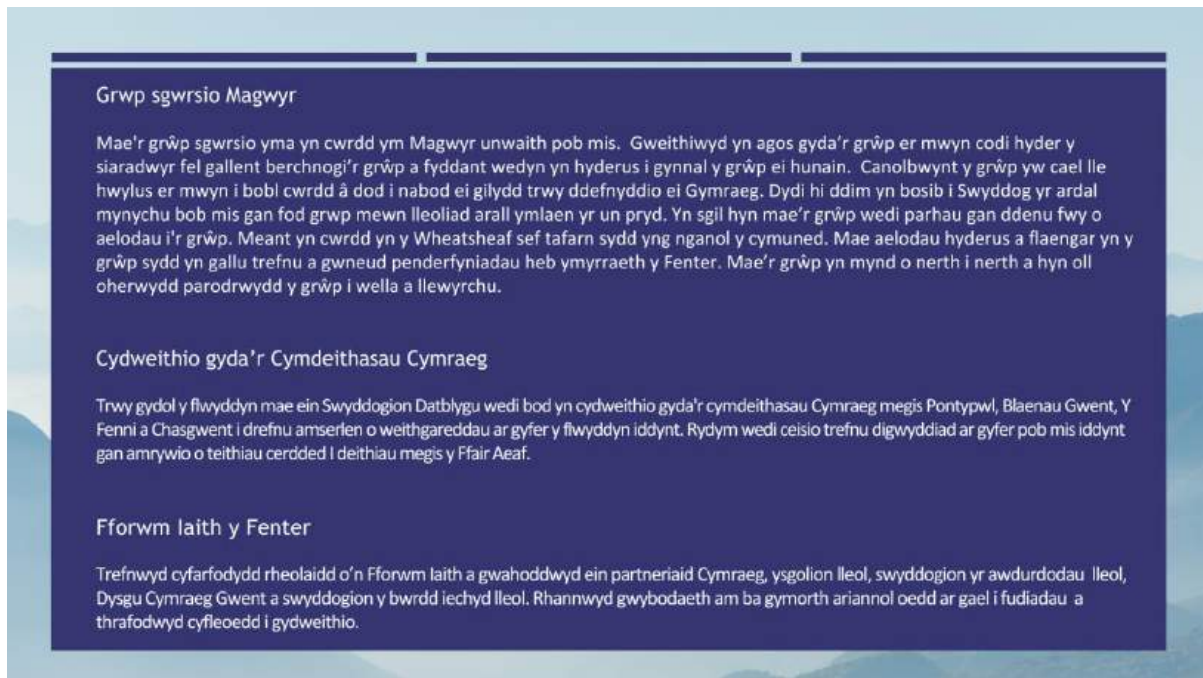 Grwp sgwrsio Magwyr
Mae'r grŵp sgwrsio yma yn cwrdd ym Magwyr unwaith pob mis.  Gweithiwyd yn agos gyda'r grŵp er mwyn codi hyder y
siaradwyr fel gallent berchnogi'r grŵp a fyddant wedyn yn hyderus i gynnal y grŵp ei hunain.  Canolbwynt y grŵp yw cael lle
hwylus er mwyn i bobl cwrdd â dod i nabod ei gilydd trwy ddefnyddio ei Gymraeg. Dydi hi ddim yn bosib i Swyddog yr ardal
mynychu bob mis gan fod grwp mewn lleoliad arall ymlaen yr un pryd. Yn sgil hyn mae'r grŵp wedi parhau gan ddenu fwy o
aelodau i'r grŵp. Meant yn cwrdd yn y Wheatsheaf sef tafarn sydd yng nganol y cymuned. Mae aelodau hyderus a flaengar yn y
grŵp sydd yn gallu trefnu a gwneud penderfyniadau heb ymyrraeth y Fenter. Mae'r grŵp yn mynd o nerth i nerth a hyn oll
oherwydd parodrwydd y grŵp i wella a llewyrchu.
Cydweithio gyda'r Cymdeithasau Cymraeg
Trwy gydol y flwyddyn mae ein Swyddogion Datblygu wedi bod yn cydweithio gyda'r cymdeithasau Cymraeg megis Pontypwl, Blaenau Gwent, Y
Fenni a Chasgwent i drefnu amserlen o weithgareddau ar gyfer y flwyddyn iddynt. Rydym wedi ceisio trefnu digwyddiad ar gyfer pob mis iddynt
gan amrywio o teithiau cerdded I deithiau megis y Ffair Aeaf.
Fforwm Iaith y Fenter
Trefnwyd cyfarfodydd rheolaidd o'n Fforwm Iaith a gwahoddwyd ein partneriaid Cymraeg, ysgolion lleol, swyddogion yr awdurdodau  lleol,
Dysgu Cymraeg Gwent a swyddogion y bwrdd iechyd lleol. Rhannwyd gwybodaeth am ba gymorth ariannol oedd ar gael i fudiadau  a
thrafodwyd cyfleoedd i gydweithio.